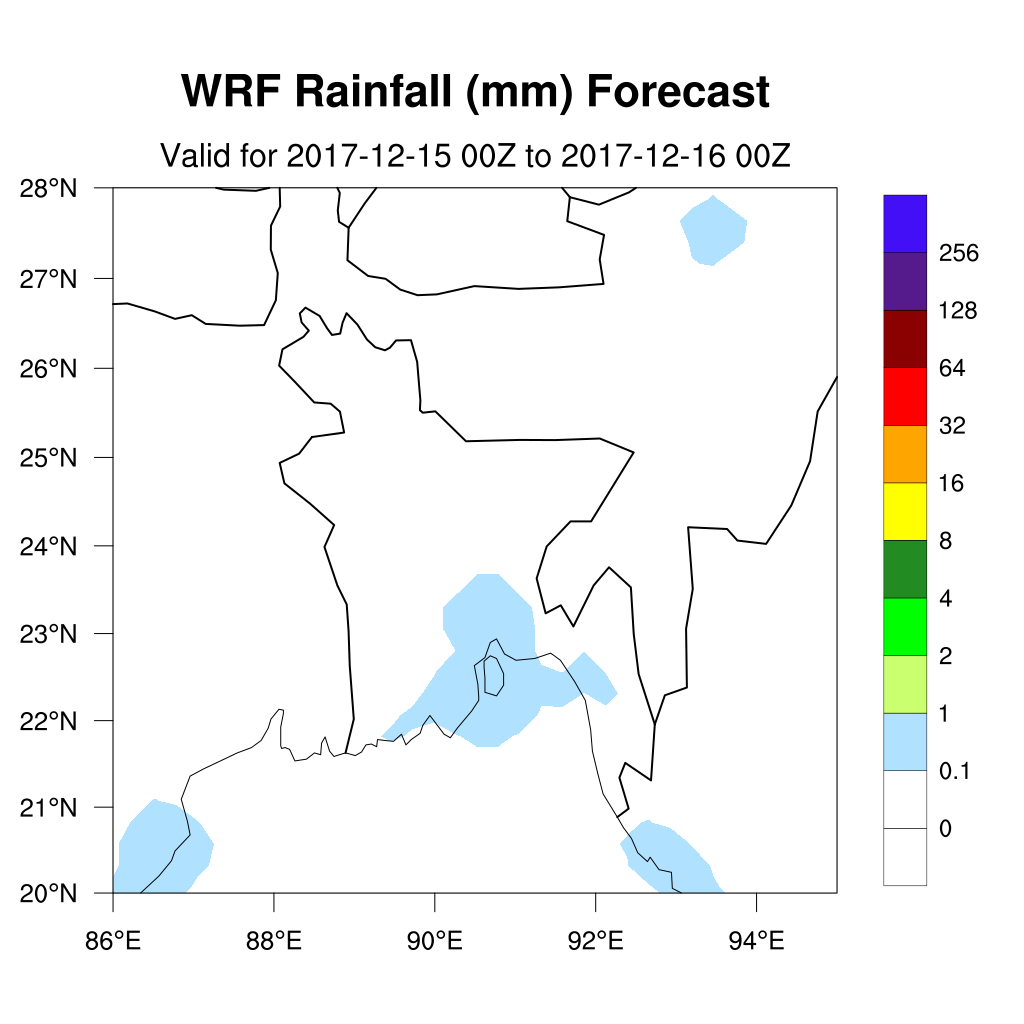 WRF Rainfall (mm) Forecast
Valid for 2017-12-15 00Z to 2017-12-16 00Z
28°N
27°N
26°N
25°N
24°N
23°N
22°N
21°N
20°N
86°E 88°E 90°E 92°E 94°E
256
128
64
32
16
8
4
2
1
0.1
0